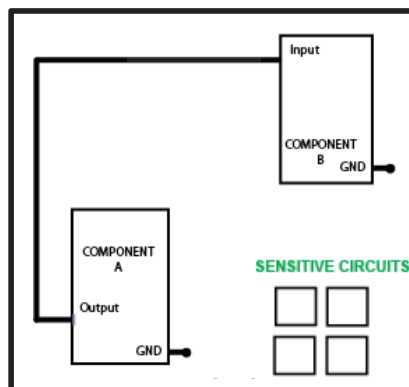 Input
COMPONENT
B
GND
COMPONENT
A
SENSITIVE CIRCUITS
Output
GND